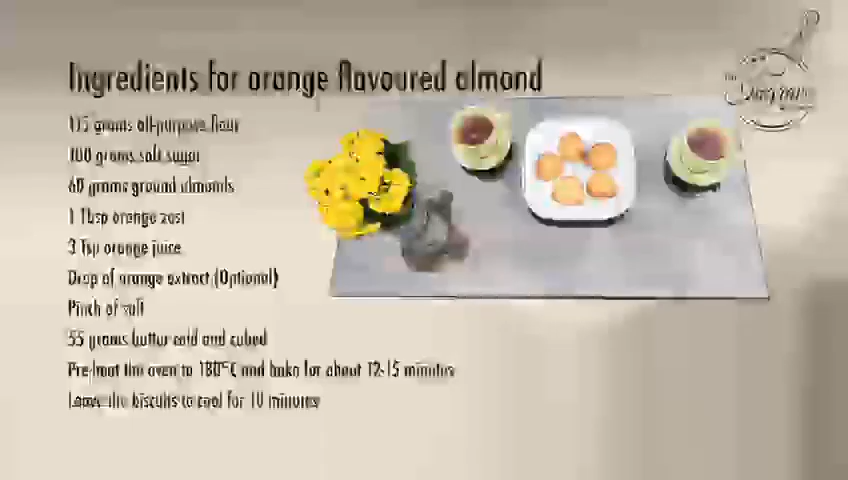 Ingredients for orange flavoured almond
115 grams all-purpose flour
100 grams soft sugar
60 grams ground almonds
1 Tbsp orange zest
3 Tsp orange juice
Drop of orange extract (Optional)
Pinch of salt
55 grams butter cold and cubed
Pre-heat the oven to 180°C and bake for about 12-15 minutes
Leave the biscuits to cool for 10 minutes